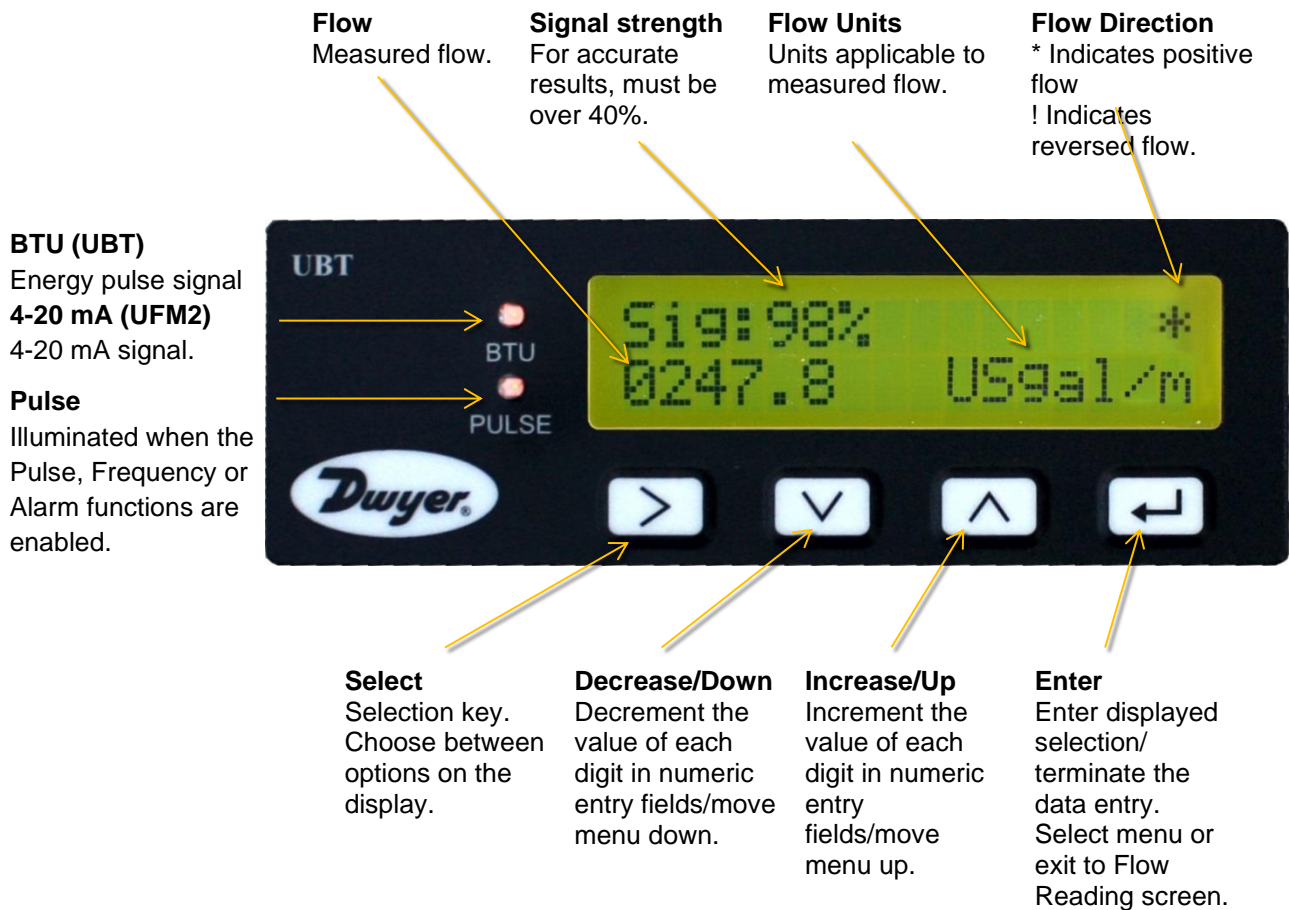 Flow
Measured flow.
Signal strength
For accurate
results, must be
over 40%.
Flow Units
Units applicable to
measured flow.
Flow Direction
* Indicates positive
flow
! Indicates
reversed flow.
BTU (UBT)
Energy pulse signal
4-20 mA (UFM2)
4-20 mA signal.
Pulse
Illuminated when the
Pulse, Frequency or
Alarm functions are
enabled.
UBT
BTU
PULSE
Sig:98% *
0247.8 USgal/m
Dwyer®
Select
Selection key.
Choose between
options on the
display.
Decrease/Down
Decrement the
value of each
digit in numeric
entry fields/move
menu down.
Increase/Up
Increment the
value of each
digit in numeric
entry
fields/move
menu up.
Enter
Enter displayed
selection/
terminate the
data entry.
Select menu or
exit to Flow
Reading screen.